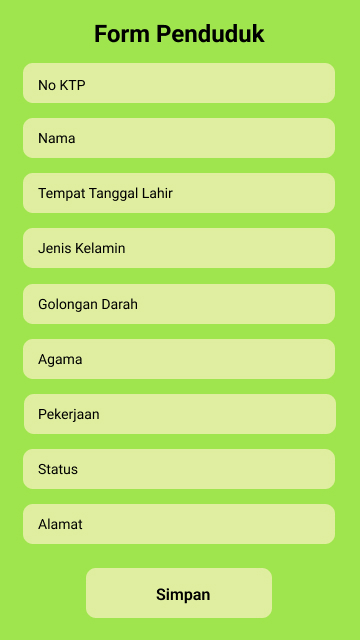 Form Penduduk
No KTP
Nama
Tempat Tanggal Lahir
Jenis Kelamin
Golongan Darah
Agama
Pekerjaan
Status
Alamat
Simpan